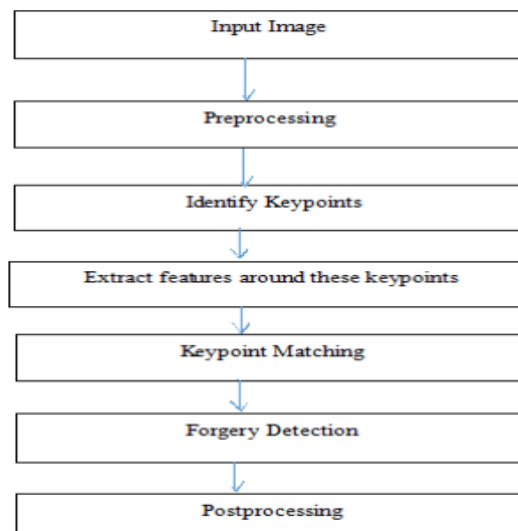 Input Image
Preprocessing
Identify Keypoints
Extract features around these keypoints
Keypoint Matching
Forgery Detection
Postprocessing